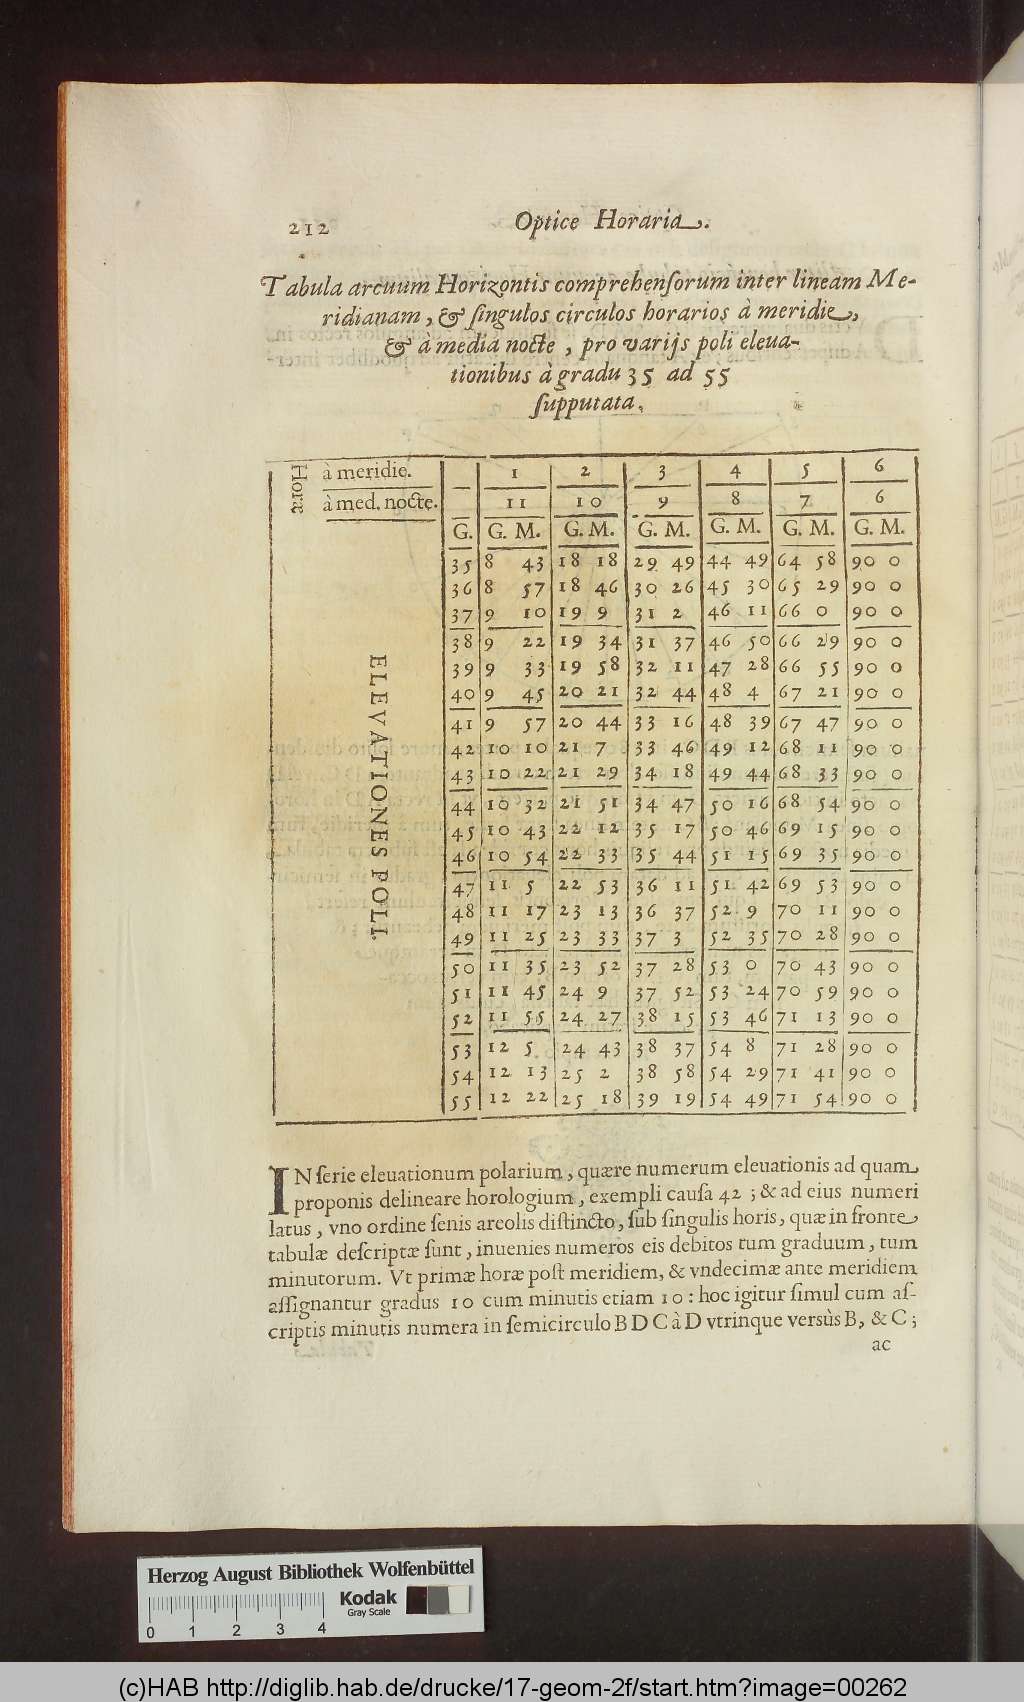 212 Optice Horaria.
Tabula arcuum Horizontis comprehenſorum inter lineam Me-
ridianam, & ſingulos circulos horarios à meridie,
& à media nocte, pro varijs poli eleua-
tionibus à gradu 35 ad 55
ſupputata.
Horæ à meridie. 1 2 3 4 5 6
à med. nocte. 11 10 9 8 7 6
G. G. M. G. M. G. M. G. M. G. M. G. M.
ELEVATIONES POLI.
35 8 43 18 18 29 49 44 49 64 58 90 0
36 8 57 18 46 30 26 45 30 65 29 90 0
37 9 10 19 9 31 2 46 11 66 0 90 0
38 9 22 19 34 31 37 46 50 66 29 90 0
39 9 33 19 58 32 11 47 28 66 55 90 0
40 9 45 20 21 32 44 48 4 67 21 90 0
41 9 57 20 44 33 16 48 39 67 47 90 0
42 10 10 21 7 33 46 49 12 68 11 90 0
43 10 22 21 29 34 18 49 44 68 33 90 0
44 10 32 21 51 34 47 50 16 68 54 90 0
45 10 43 22 12 35 17 50 46 69 15 90 0
46 10 54 22 33 35 44 51 15 69 35 90 0
47 11 5 22 53 36 11 51 42 69 53 90 0
48 11 17 23 13 36 37 52 9 70 11 90 0
49 11 25 23 33 37 3 52 35 70 28 90 0
50 11 35 23 52 37 28 53 0 70 43 90 0
51 11 45 24 9 37 52 53 24 70 59 90 0
52 11 55 24 27 38 15 53 46 71 13 90 0
53 12 5 24 43 38 37 54 8 71 28 90 0
54 12 13 25 2 38 58 54 29 71 41 90 0
55 12 22 25 18 39 19 54 49 71 54 90 0
IN ſerie eleuationum polarium, quære numerum eleuationis ad quam
proponis delineare horologium, exempli cauſa 42 ; & ad eius numeri
latus, vno ordine ſenis areolis diſtincto, ſub ſingulis horis, quæ in fronte
tabulæ deſcriptæ ſunt, inuenies numeros eis debitos tum graduum, tum
minutorum. Vt primæ horæ poſt meridiem, & vndecimæ ante meridiem
aſſignantur gradus 10 cum minutis etiam 10 : hoc igitur ſimul cum aſ-
criptis minutis numera in ſemicirculo B D C à D vtrinque versùs B, & C ;
ac
Herzog August Bibliothek Wolfenbüttel
Kodak
Gray Scale
0 1 2 3 4
(c)HAB http://diglib.hab.de/drucke/17-geom-2f/start.htm?image=00262